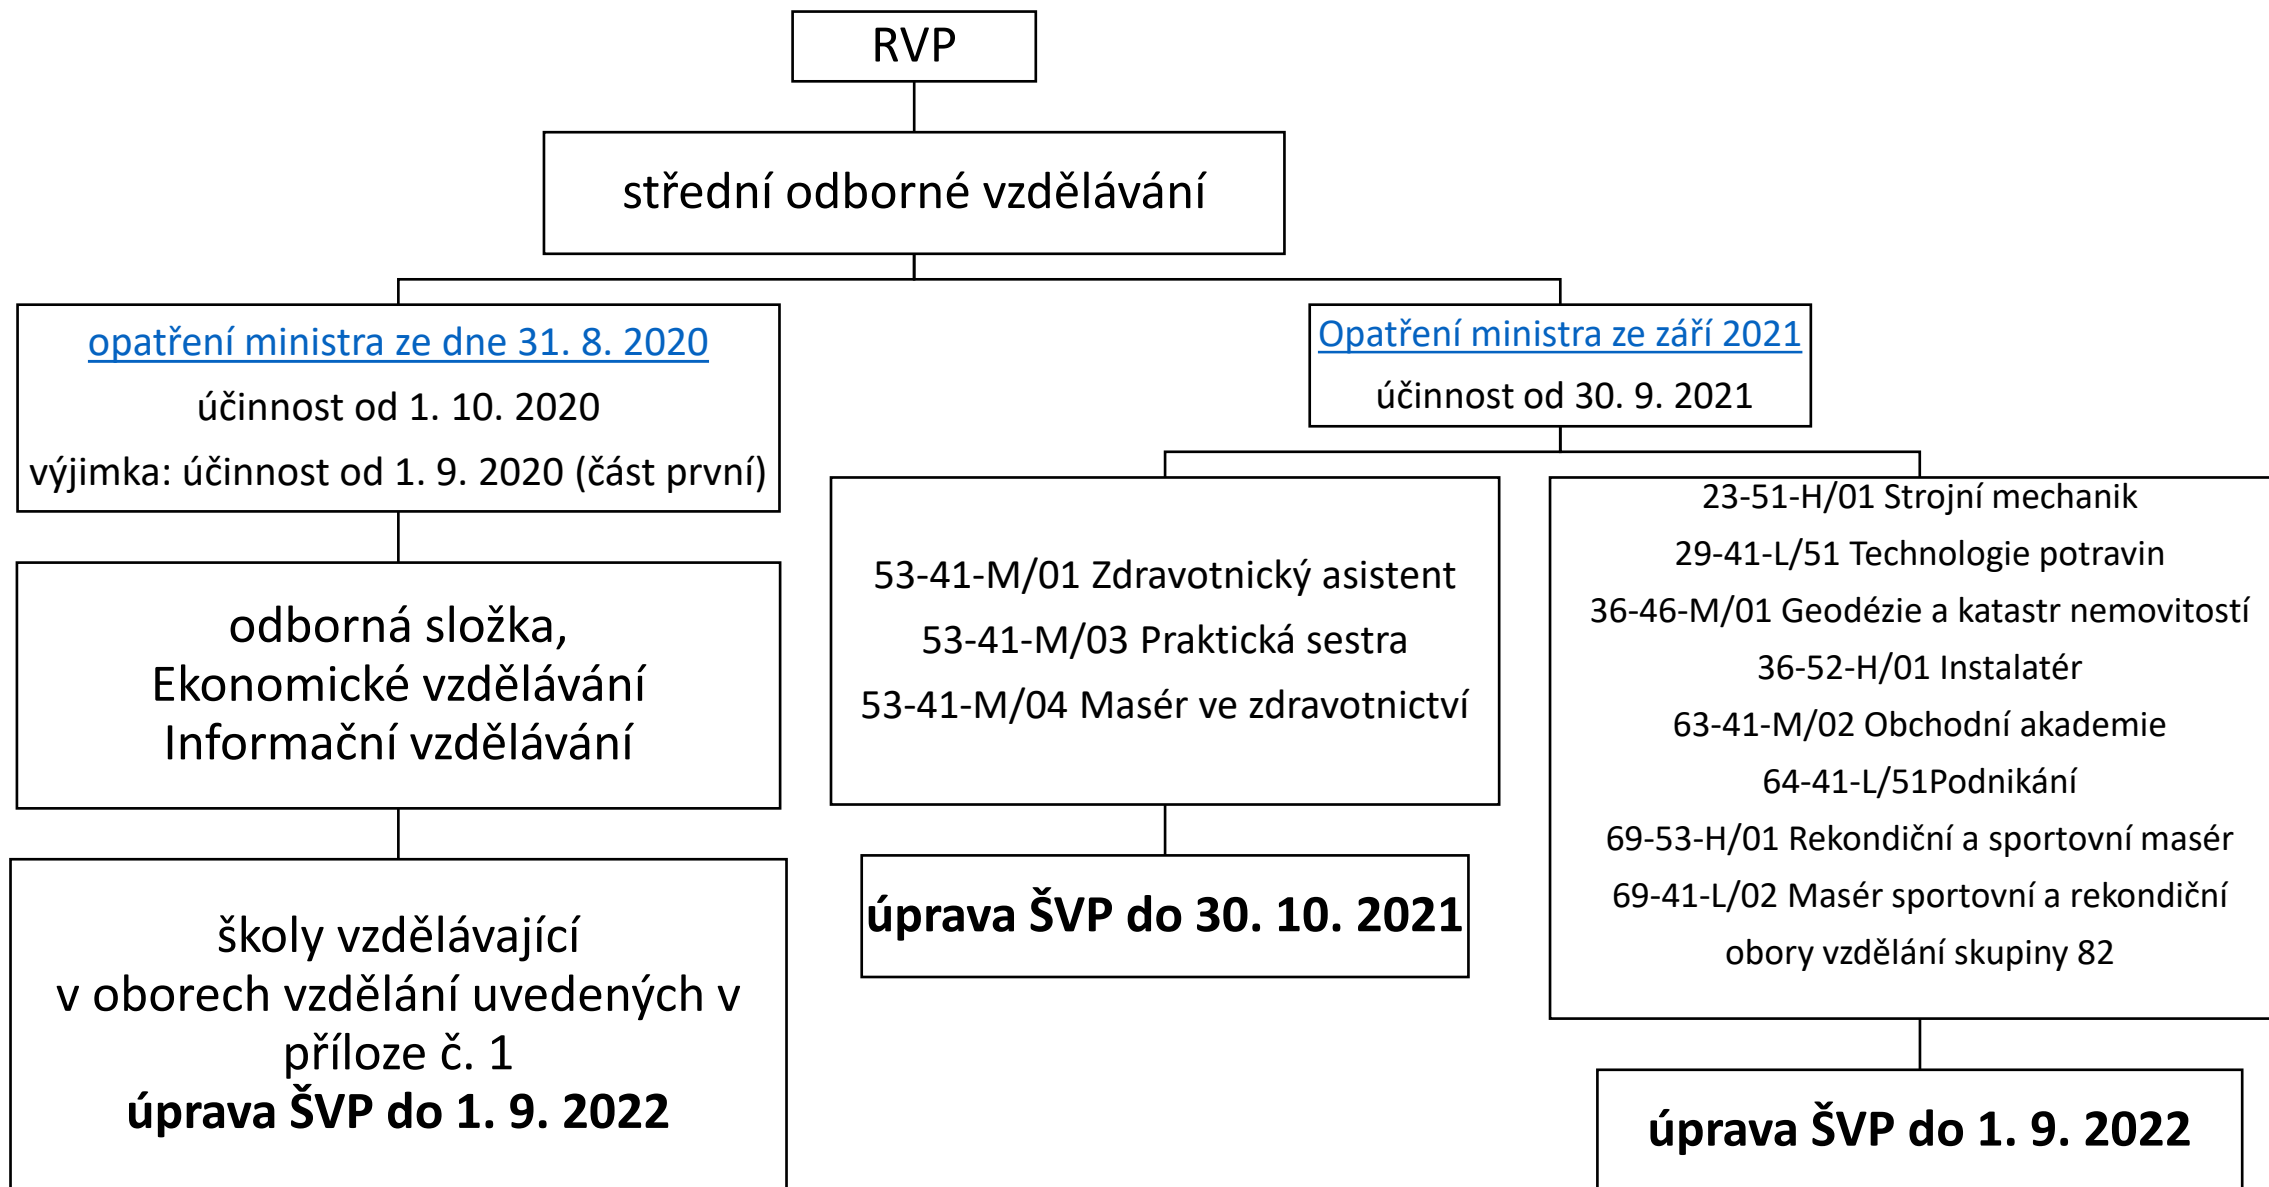 RVP
střední odborné vzdělávání
opatření ministra ze dne 31. 8. 2020
účinnost od 1. 10. 2020
výjimka: účinnost od 1. 9. 2020 (část první)
odborná složka,
Ekonomické vzdělávání
Informační vzdělávání
školy vzdělávající
v oborech vzdělání uvedených v
příloze č. 1
úprava ŠVP do 1. 9. 2022
Opatření ministra ze září 2021
účinnost od 30. 9. 2021
53-41-M/01 Zdravotnický asistent
53-41-M/03 Praktická sestra
53-41-M/04 Masér ve zdravotnictví
úprava ŠVP do 30. 10. 2021
23-51-H/01 Strojní mechanik
29-41-L/51 Technologie potravin
36-46-M/01 Geodézie a katastr nemovitostí
36-52-H/01 Instalatér
63-41-M/02 Obchodní akademie
64-41-L/51Podnikání
69-53-H/01 Rekondiční a sportovní masér
69-41-L/02 Masér sportovní a rekondiční
obory vzdělání skupiny 82
úprava ŠVP do 1. 9. 2022